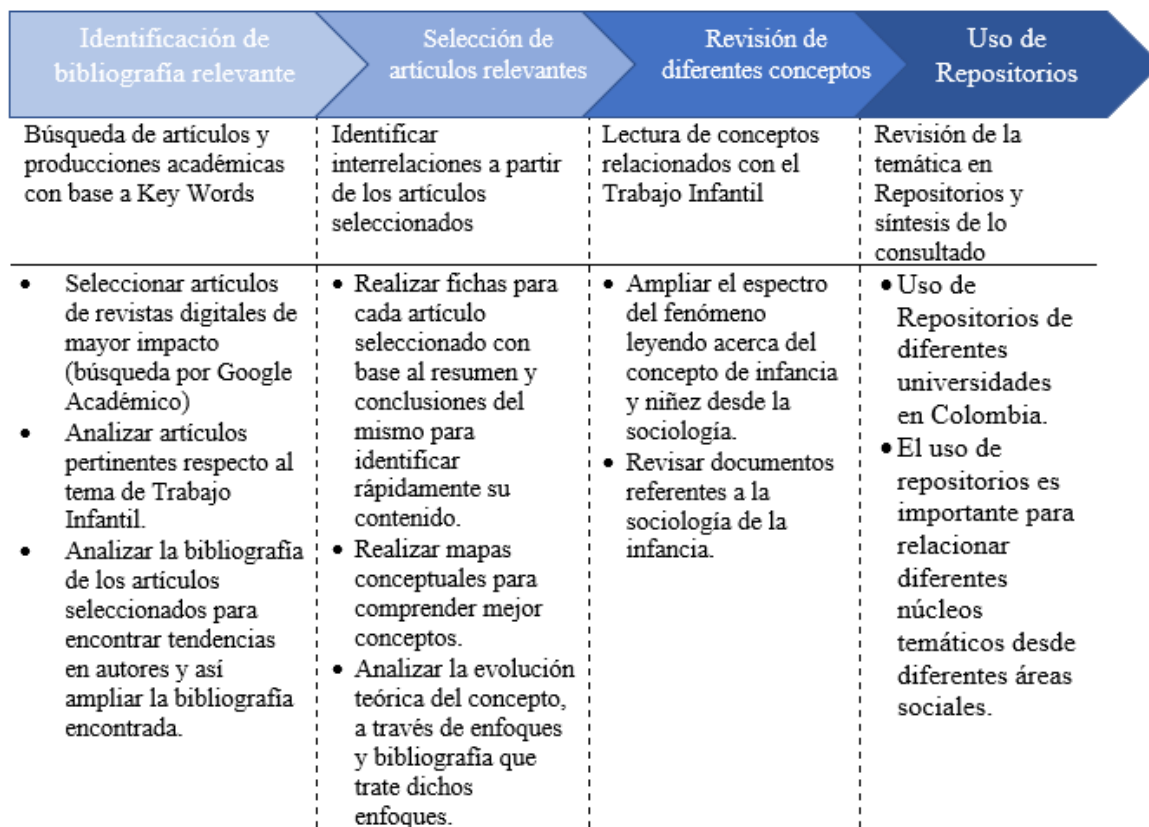 Identificación de
bibliografía relevante
Selección de
artículos relevantes
Revisión de
diferentes conceptos
Uso de
Repositorios
Búsqueda de artículos y
producciones académicas
con base a Key Words
Identificar
interrelaciones a partir
de los artículos
seleccionados
Lectura de conceptos
relacionados con el
Trabajo Infantil
Revisión de la
temática en
Repositorios y
síntesis de lo
consultado
• Seleccionar artículos
de revistas digitales de
mayor impacto
(búsqueda por Google
Académico)
• Analizar artículos
pertinentes respecto al
tema de Trabajo
Infantil.
• Analizar la bibliografía
de los artículos
seleccionados para
encontrar tendencias
en autores y así
ampliar la bibliografía
encontrada.
• Realizar fichas para
cada artículo
seleccionado con
base al resumen y
conclusiones del
mismo para
identificar
rápidamente su
contenido.
• Realizar mapas
conceptuales para
comprender mejor
conceptos.
• Analizar la evolución
teórica del concepto,
a través de enfoques
y bibliografía que
trate dichos
enfoques.
• Ampliar el espectro
del fenómeno
leyendo acerca del
concepto de infancia
y niñez desde la
sociología.
• Revisar documentos
referentes a la
sociología de la
infancia.
• Uso de
Repositorios de
diferentes
universidades
en Colombia.
• El uso de
repositorios es
importante para
relacionar
diferentes
núcleos
temáticos desde
diferentes áreas
sociales.